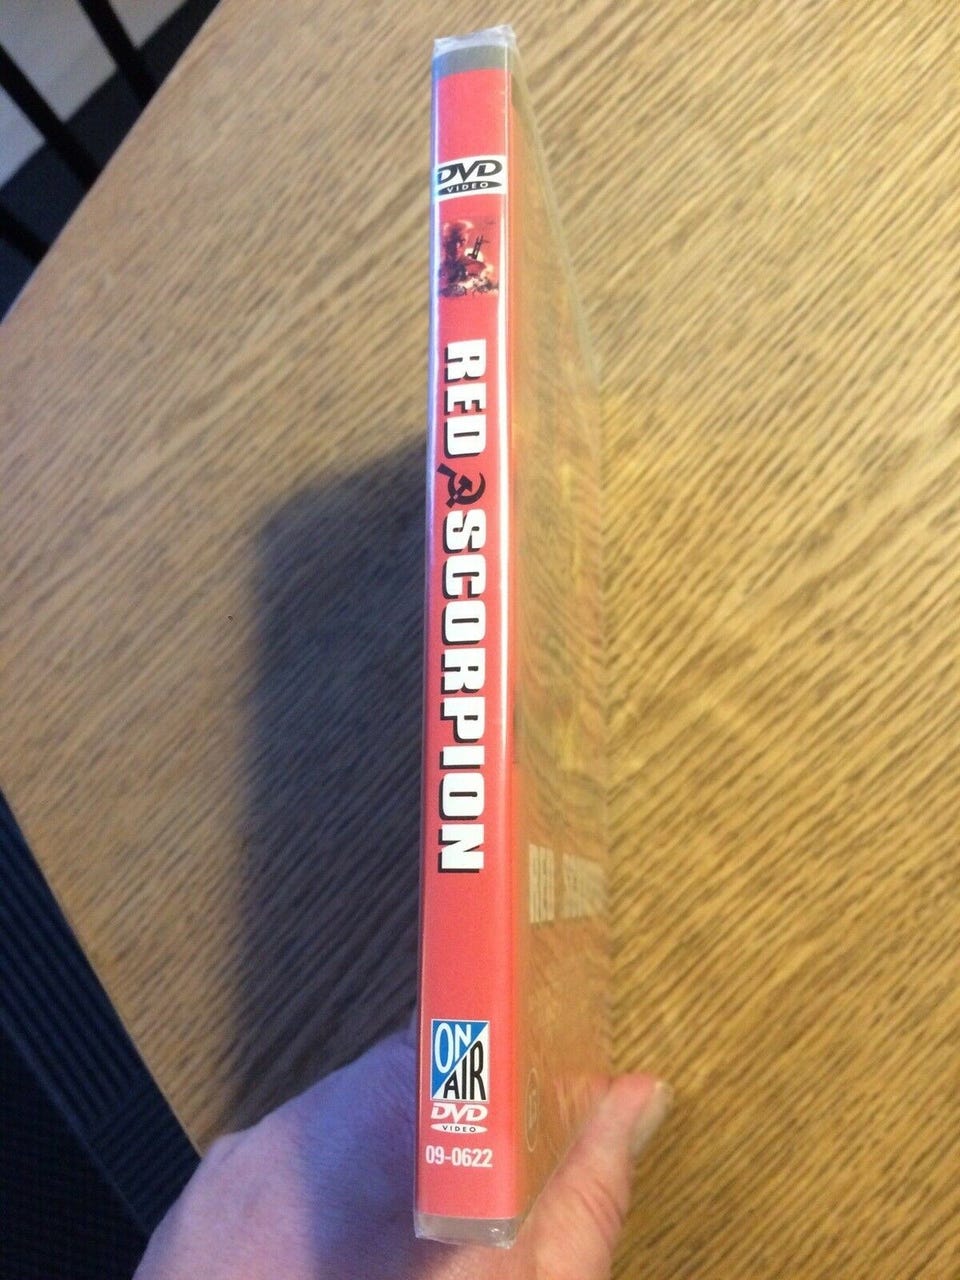 DVD
VIDEO
RED SCORPION
ON
AIR
DVD
VIDEO
09-0622
RED